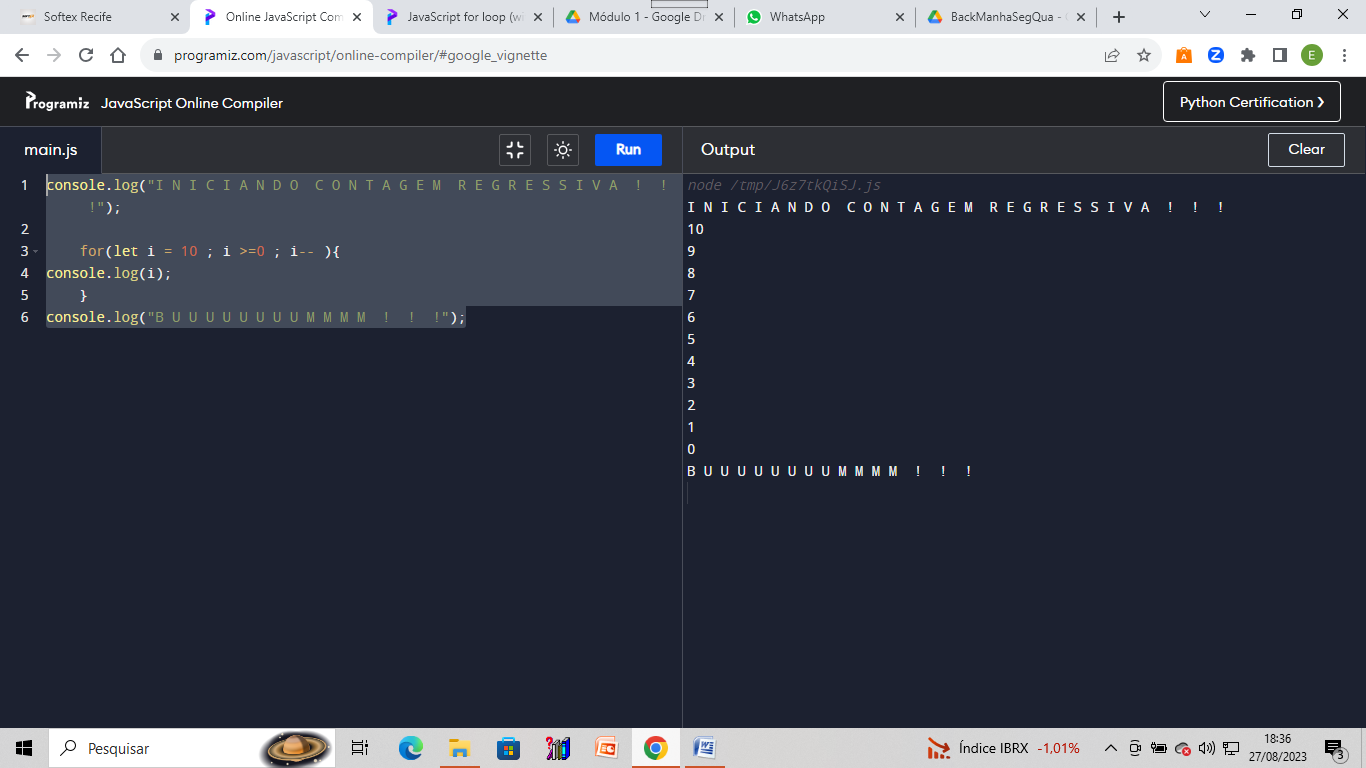 Softex Recife
Online JavaScript Com
JavaScript for loop (wi
Módulo 1 - Google Dr
WhatsApp
BackManhaSegQua -
programiz.com/javascript/online-compiler/#google_vignette
E
Programiz JavaScript Online Compiler
Python Certification ❯
main.js
Run
Output
Clear
1 console.log("I N I C I A N D O  C O N T A G E M  R E G R E S S I V A  !  !
!");
2
3 for(let i = 10 ; i >=0 ; i-- ){
4 console.log(i);
5 }
6 console.log("B U U U U U U U U M M M M  !  !  !");
node /tmp/J6z7tkQiSJ.js
I N I C I A N D O  C O N T A G E M  R E G R E S S I V A  !  !  !
10
9
8
7
6
5
4
3
2
1
0
B U U U U U U U U M M M M  !  !  !
Pesquisar
Índice IBRX -1,01%
18:36
27/08/2023
3